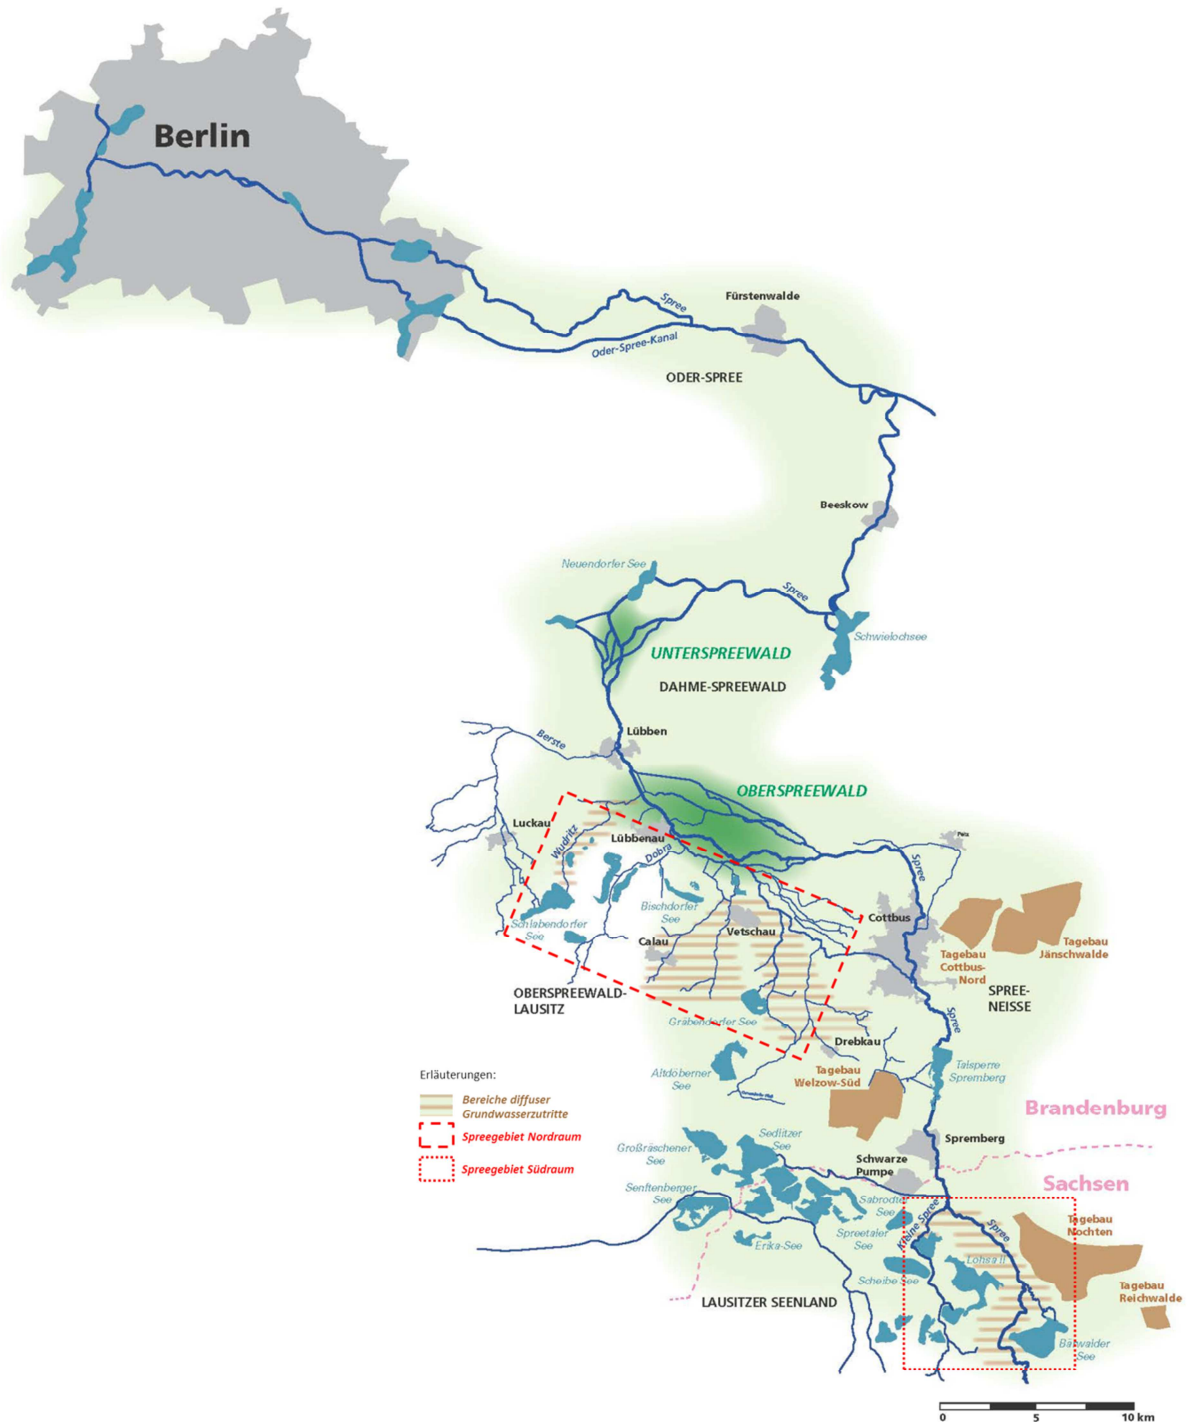 Berlin
Spree
Fürstenwalde
Oder-Spree-Kanal
ODER-SPREE
Beeskow
Neuendorfer See
Spree
Schwielochsee
UNTERSPREEWALD
DAHME-SPREEWALD
Lübben
Berste
OBERSPREEWALD
Luckau
Wudritz
Lübbenau
Dobra
Peitz
Spree
Schlabendorfer
See
Bischdorfer
See
Vetschau
Cottbus
Calau
Tagebau
Cottbus-
Nord
Tagebau
Jänschwalde
OBERSPREEWALD-
LAUSITZ
SPREE-
NEISSE
Gräbendorfer See
Spree
Drebkau
Altdöberner
See
Tagebau
Welzow-Süd
Talsperre
Spremberg
Erläuterungen:
Bereiche diffuser
Grundwasserzutritte
Spreegebiet Nordraum
Spreegebiet Südraum
Brandenburg
Spremberg
Sachsen
Großräschener
See
Sedlitzer
See
Schwarze
Pumpe
Senftenberger
See
Sabrodter
See
Spreetaler
See
Kleine Spree
Spree
Tagebau
Nochten
Erika-See
Scheibe See
Lohsa II
Tagebau
Reichwalde
LAUSITZER SEENLAND
Bärwalder
See
0 5 10 km